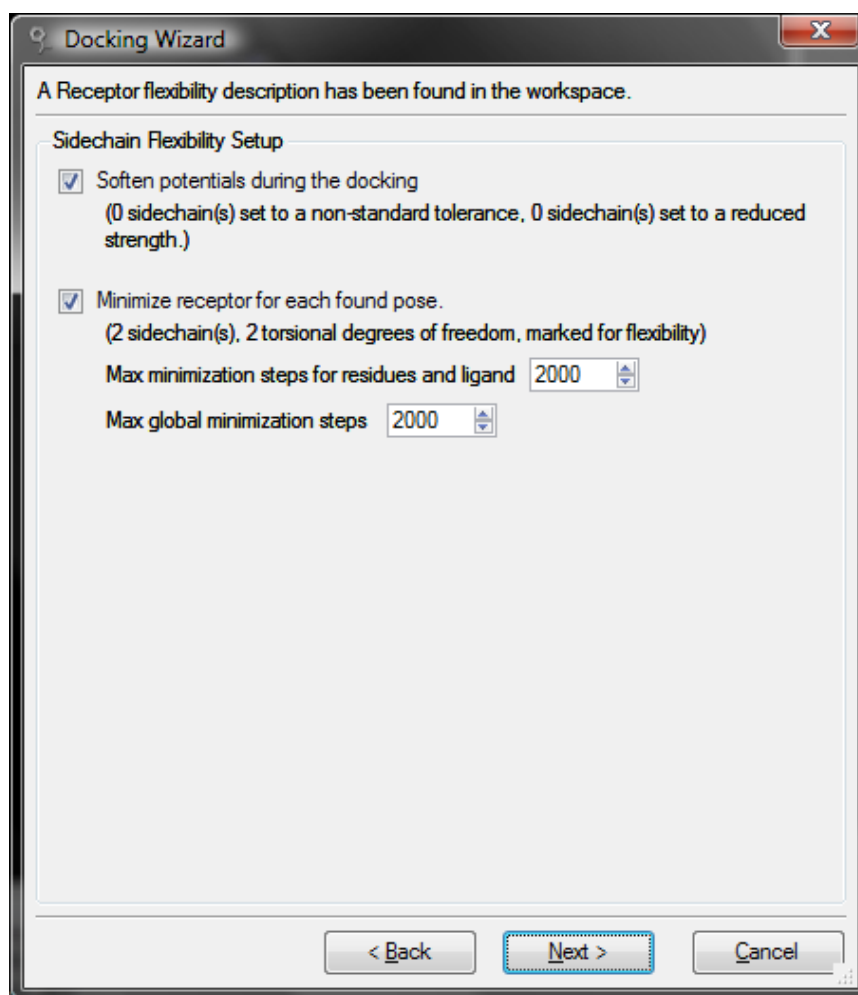 Docking Wizard
A Receptor flexibility description has been found in the workspace.
Sidechain Flexibility Setup
Soften potentials during the docking
(0 sidechain(s) set to a non-standard tolerance, 0 sidechain(s) set to a reduced
strength.)
Minimize receptor for each found pose.
(2 sidechain(s), 2 torsional degrees of freedom, marked for flexibility)
Max minimization steps for residues and ligand 2000
Max global minimization steps 2000
< Back Next > Cancel